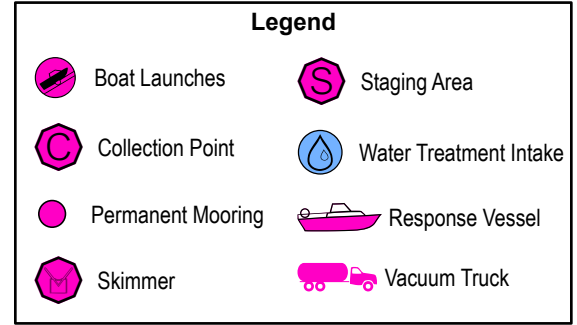 Legend
Boat Launches
S Staging Area
C Collection Point
Water Treatment Intake
Permanent Mooring
Response Vessel
Skimmer
Vacuum Truck